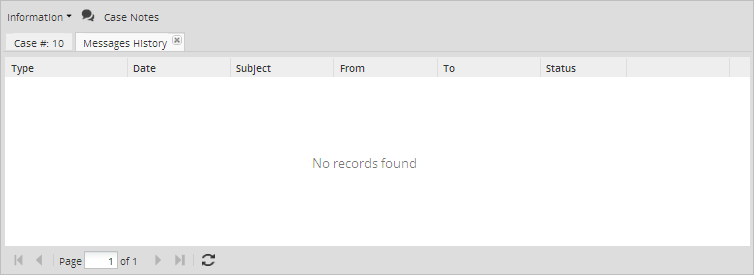 Information Case Notes
Case #: 10 Messages History
Type Date Subject From To Status
No records found
Page 1 of 1